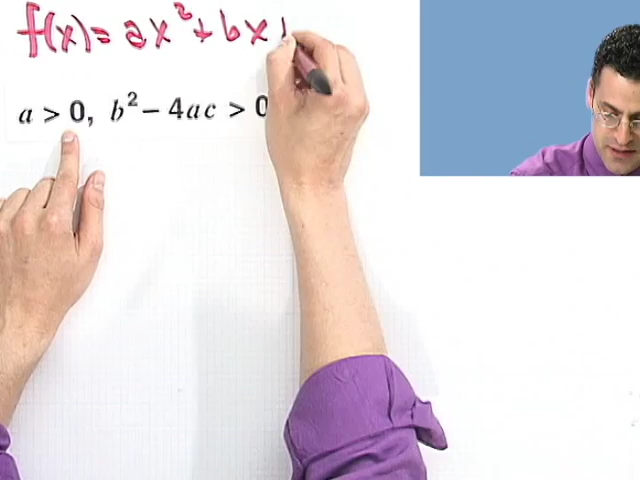 f(x)= ax²+bx
a > 0, b² − 4ac > 0